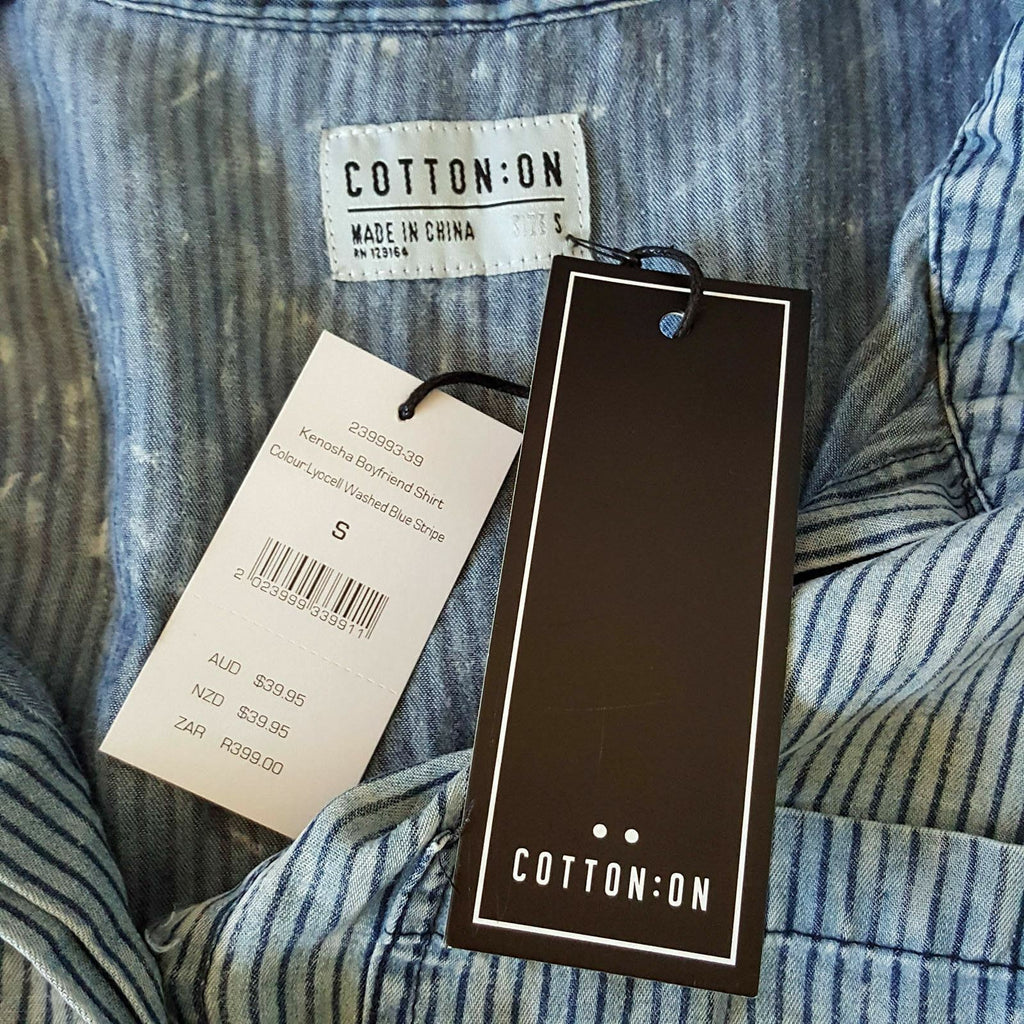 COTTON:ON
MADE IN CHINA SIZE S
RN 129164
239993-39
Kenosha Boyfriend Shirt
Colour:Lyocell Washed Blue Stripe
S
2 023999 339911
AUD $39.95
NZD $39.95
ZAR R399.00
COTTON:ON